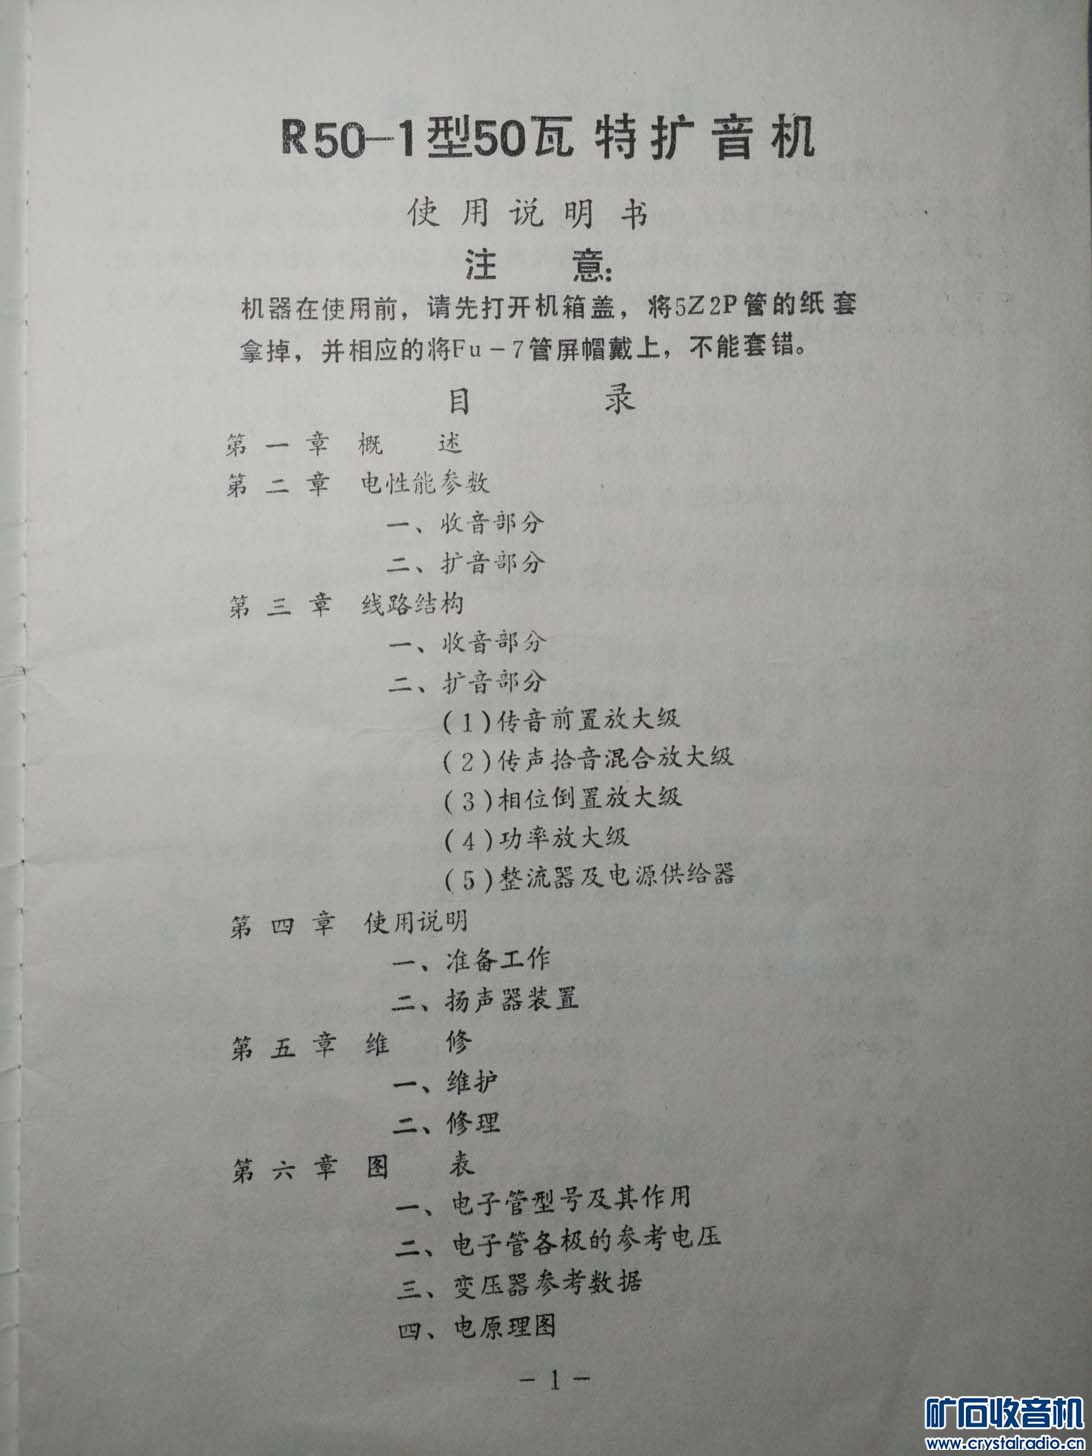 R50-1型50瓦特扩音机
使用说明书
注 意：
机器在使用前，请先打开机箱盖，将5Z2P管的纸套
拿掉，并相应的将Fu-7管屏帽戴上，不能套错。
目 录
第一章 概 述
第二章 电性能参数
一、收音部分
二、扩音部分
第三章 线路结构
一、收音部分
二、扩音部分
(1)传音前置放大级
(2)传声拾音混合放大级
(3)相位倒置放大级
(4)功率放大级
(5)整流器及电源供给器
第四章 使用说明
一、准备工作
二、扬声器装置
第五章 维 修
一、维护
二、修理
第六章 图 表
一、电子管型号及其作用
二、电子管各极的参考电压
三、变压器参考数据
四、电原理图
-1-
矿石收音机
www.crystalradio.cn